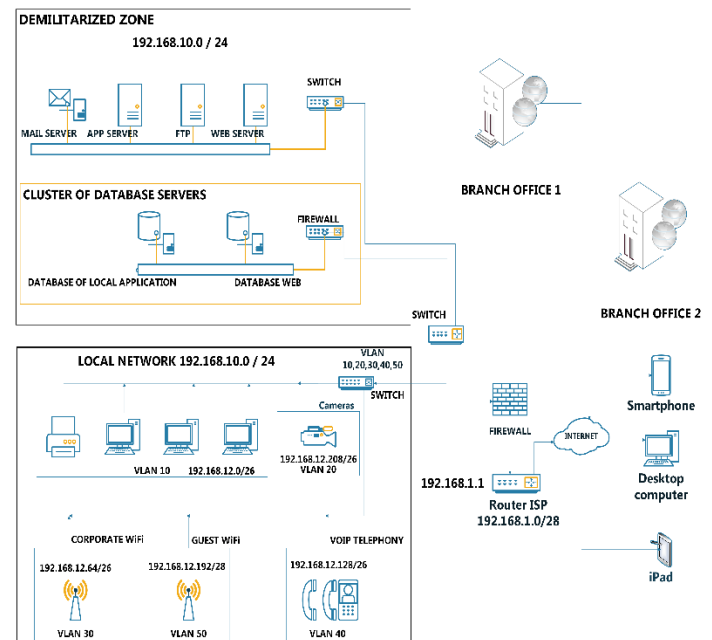 DEMILITARIZED ZONE
192.168.10.0 / 24
SWITCH
MAIL SERVER
APP SERVER
FTP
WEB SERVER
CLUSTER OF DATABASE SERVERS
FIREWALL
DATABASE OF LOCAL APPLICATION
DATABASE WEB
BRANCH OFFICE 1
BRANCH OFFICE 2
SWITCH
LOCAL NETWORK 192.168.10.0 / 24
VLAN
10,20,30,40,50
SWITCH
Cameras
VLAN 10
192.168.12.0/26
192.168.12.208/26
VLAN 20
CORPORATE WiFi
GUEST WiFi
VOIP TELEPHONY
192.168.12.64/26
192.168.12.192/28
192.168.12.128/26
VLAN 30
VLAN 50
VLAN 40
FIREWALL
INTERNET
192.168.1.1
Router ISP
192.168.1.0/28
Smartphone
Desktop
computer
iPad